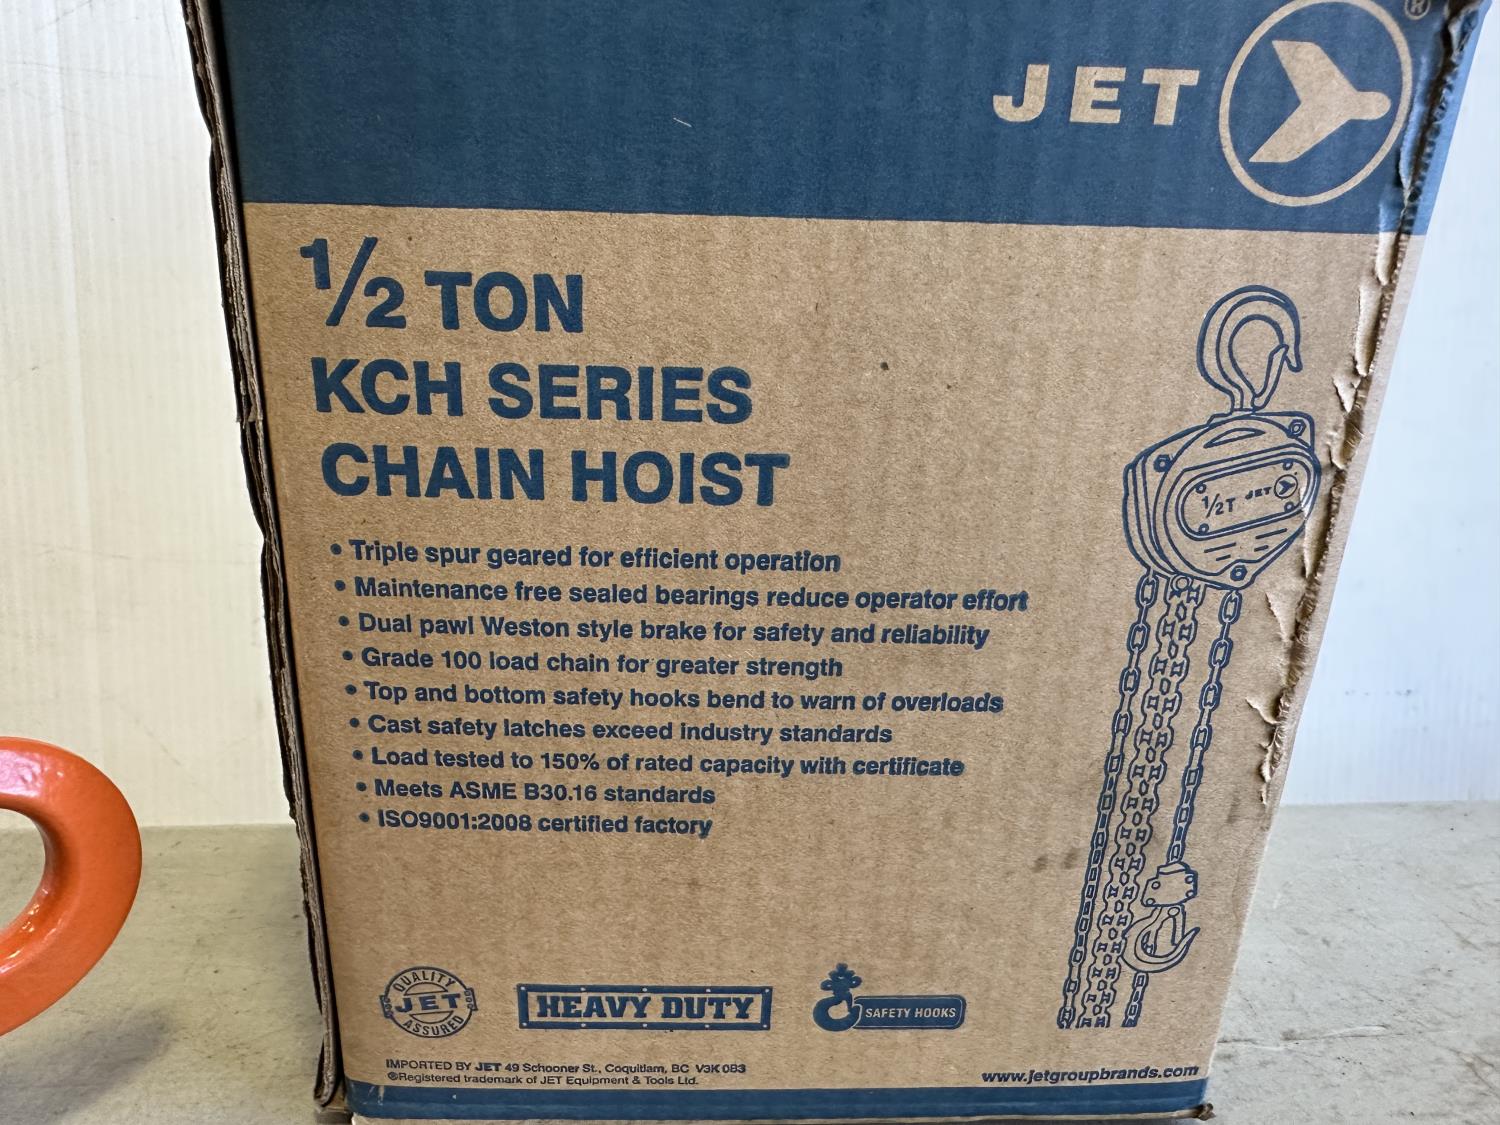 JET ®
1/2 TON
KCH SERIES
CHAIN HOIST
• Triple spur geared for efficient operation
• Maintenance free sealed bearings reduce operator effort
• Dual pawl Weston style brake for safety and reliability
• Grade 100 load chain for greater strength
• Top and bottom safety hooks bend to warn of overloads
• Cast safety latches exceed industry standards
• Load tested to 150% of rated capacity with certificate
• Meets ASME B30.16 standards
• ISO9001:2008 certified factory
1/2T JET
QUALITY
JET
ASSURED
HEAVY DUTY
SAFETY HOOKS
IMPORTED BY JET 49 Schooner St., Coquitlam, BC V3K 0B3
®Registered trademark of JET Equipment & Tools Ltd.
www.jetgroupbrands.com